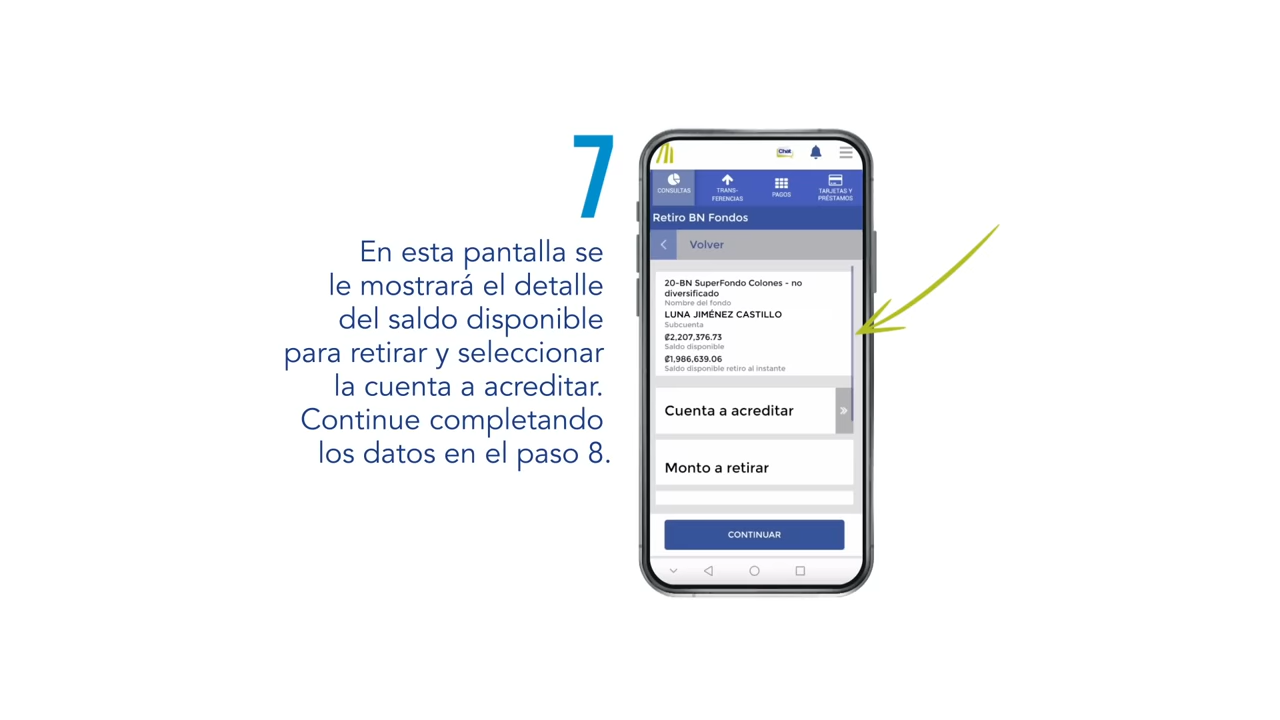 7
En esta pantalla se
le mostrará el detalle
del saldo disponible
para retirar y seleccionar
la cuenta a acreditar.
Continue completando
los datos en el paso 8.
Chat
CONSULTAS
TRANS-
FERENCIAS
PAGOS
TARJETAS Y
PRÉSTAMOS
Retiro BN Fondos
Volver
20-BN SuperFondo Colones - no
diversificado
Nombre del fondo
LUNA JIMÉNEZ CASTILLO
Subcuenta
₡2,207,376.73
Saldo disponible
₡1,986,639.06
Saldo disponible retiro al instante
Cuenta a acreditar
Monto a retirar
CONTINUAR